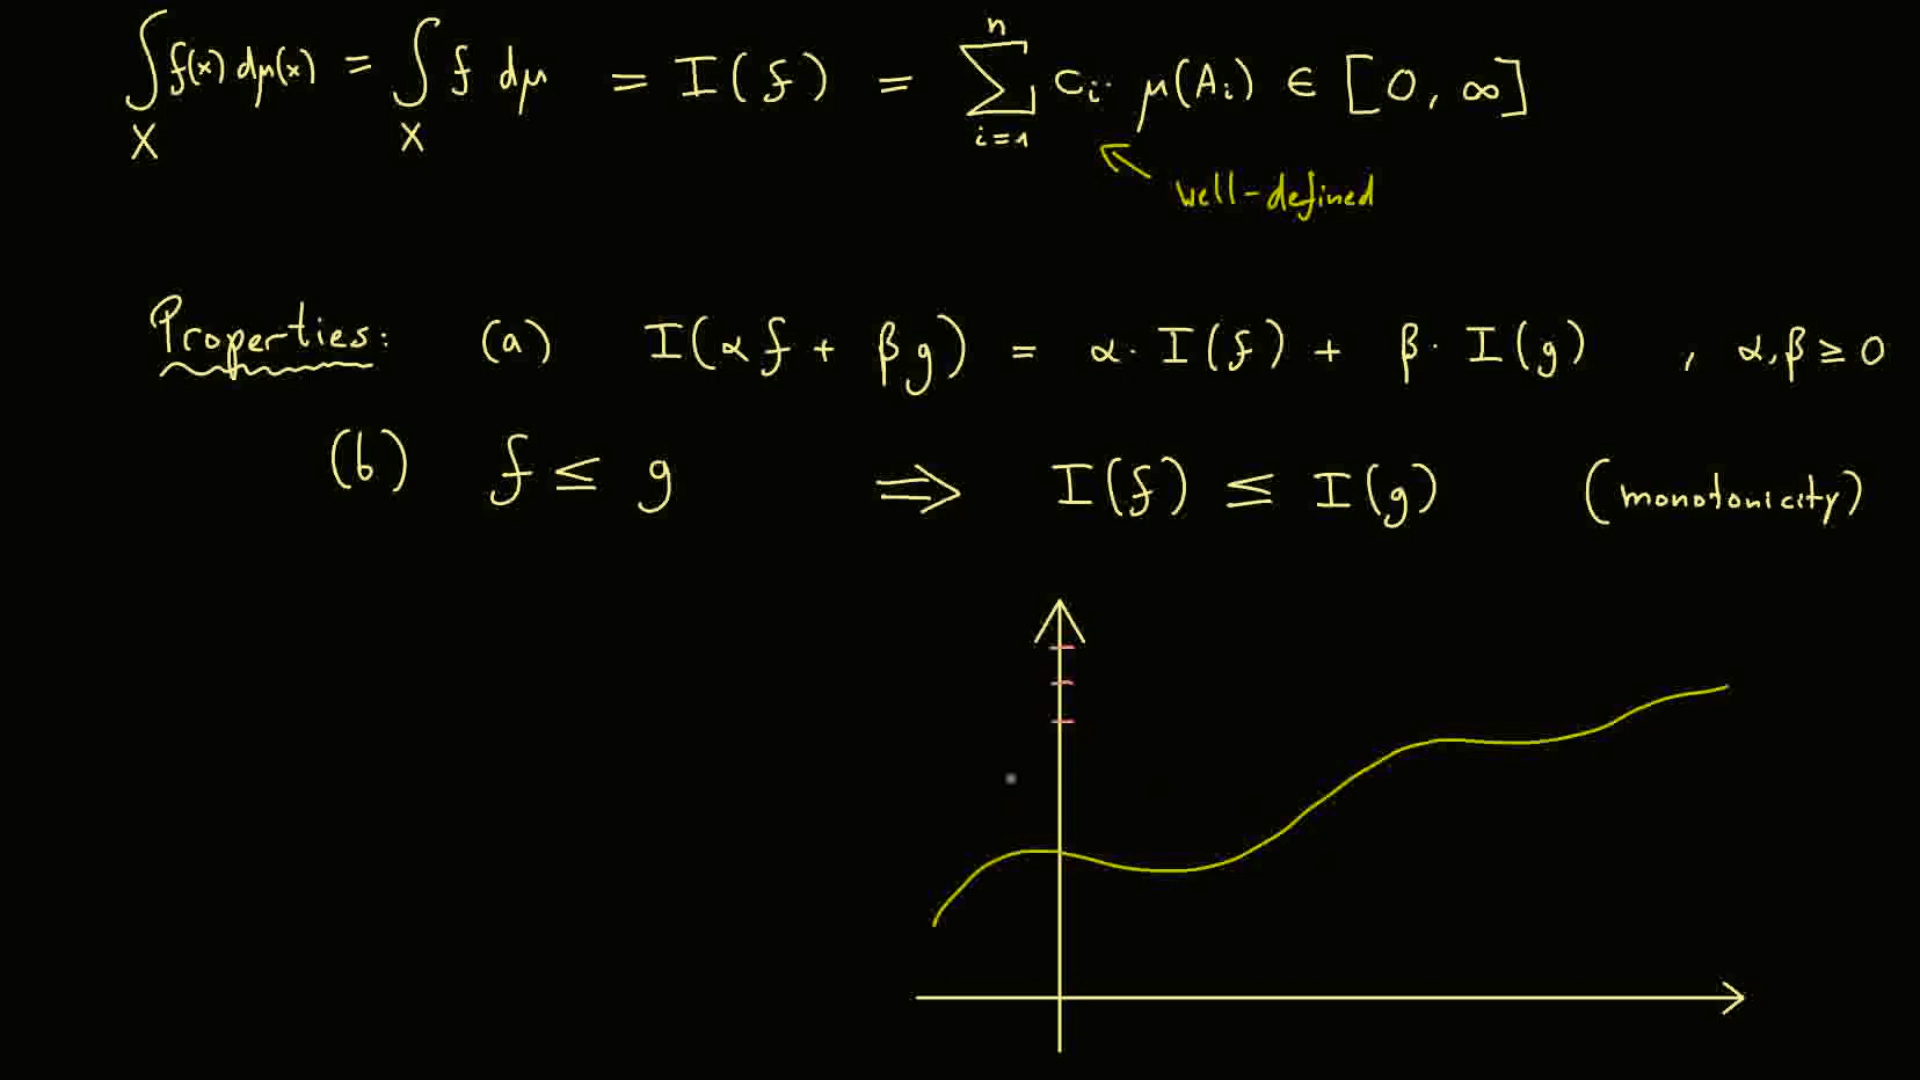 ∫_X f(x) dμ(x) = ∫_X f dμ = I(f) = ∑_{i=1}^{n} c_i · μ(A_i) ∈ [0, ∞]
well-defined
Properties: (a) I(αf + βg) = α · I(f) + β · I(g) , α, β ≥ 0
(b) f ≤ g ⟹ I(f) ≤ I(g) (monotonicity)